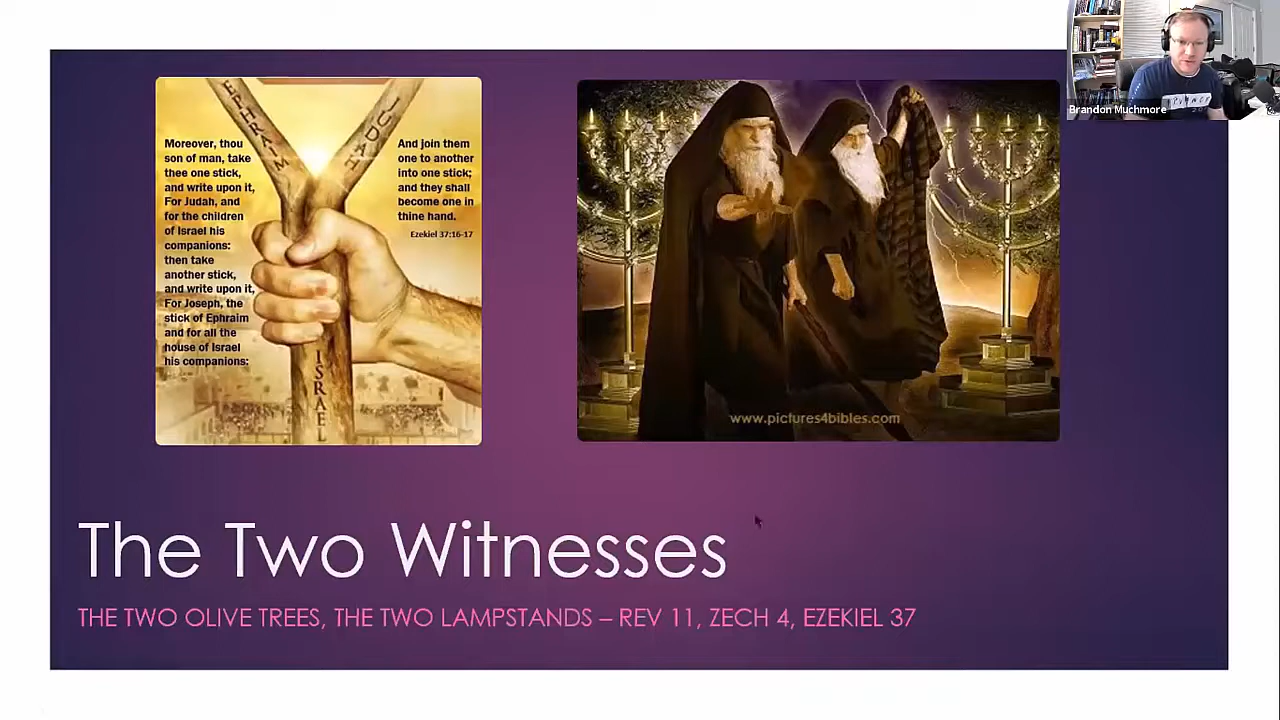 Brandon Muchmore
EPHRAIM
JUDAH
Moreover, thou
son of man, take
thee one stick,
and write upon it,
For Judah, and
for the children
of Israel his
companions:
then take
another stick,
and write upon it,
For Joseph, the
stick of Ephraim
and for all the
house of Israel
his companions:
And join them
one to another
into one stick;
and they shall
become one in
thine hand.
Ezekiel 37:16-17
ISRAEL
www.pictures4bibles.com
The Two Witnesses
THE TWO OLIVE TREES, THE TWO LAMPSTANDS – REV 11, ZECH 4, EZEKIEL 37